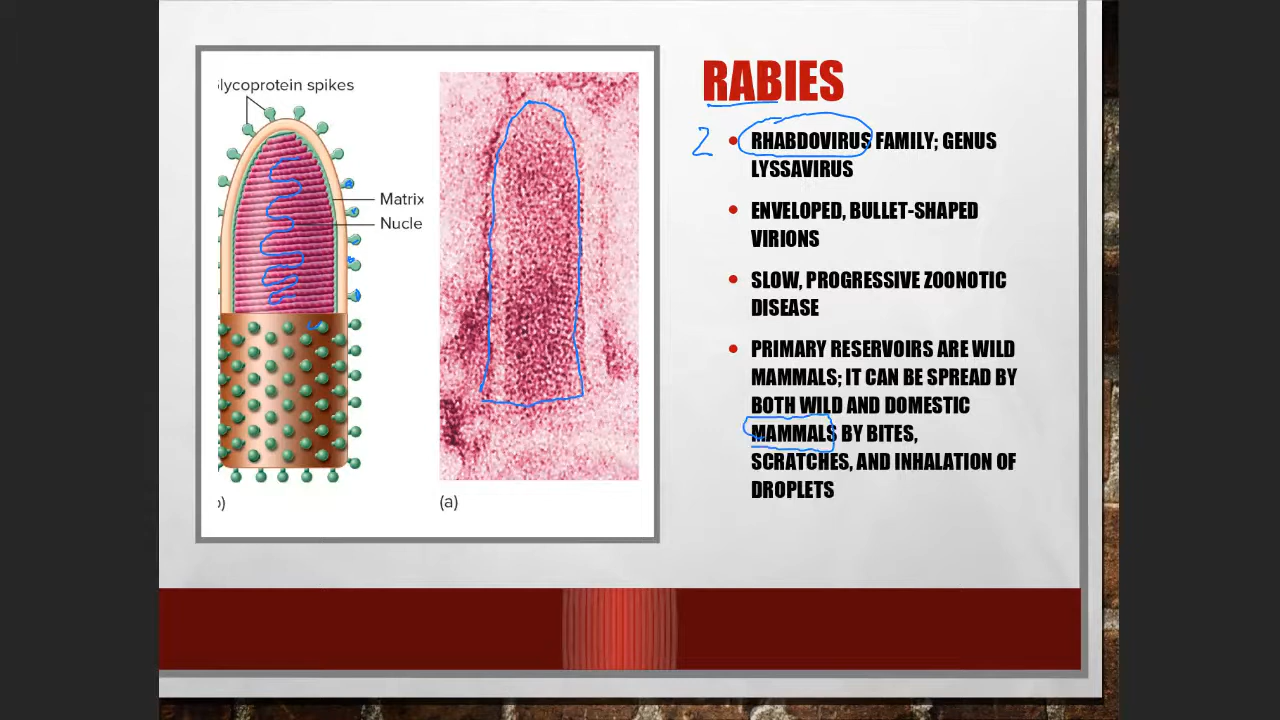 lycoprotein spikes
Matrix
Nucle
b)
(a)
RABIES
2
• RHABDOVIRUS FAMILY; GENUS
LYSSAVIRUS
• ENVELOPED, BULLET-SHAPED
VIRIONS
• SLOW, PROGRESSIVE ZOONOTIC
DISEASE
• PRIMARY RESERVOIRS ARE WILD
MAMMALS; IT CAN BE SPREAD BY
BOTH WILD AND DOMESTIC
MAMMALS BY BITES,
SCRATCHES, AND INHALATION OF
DROPLETS